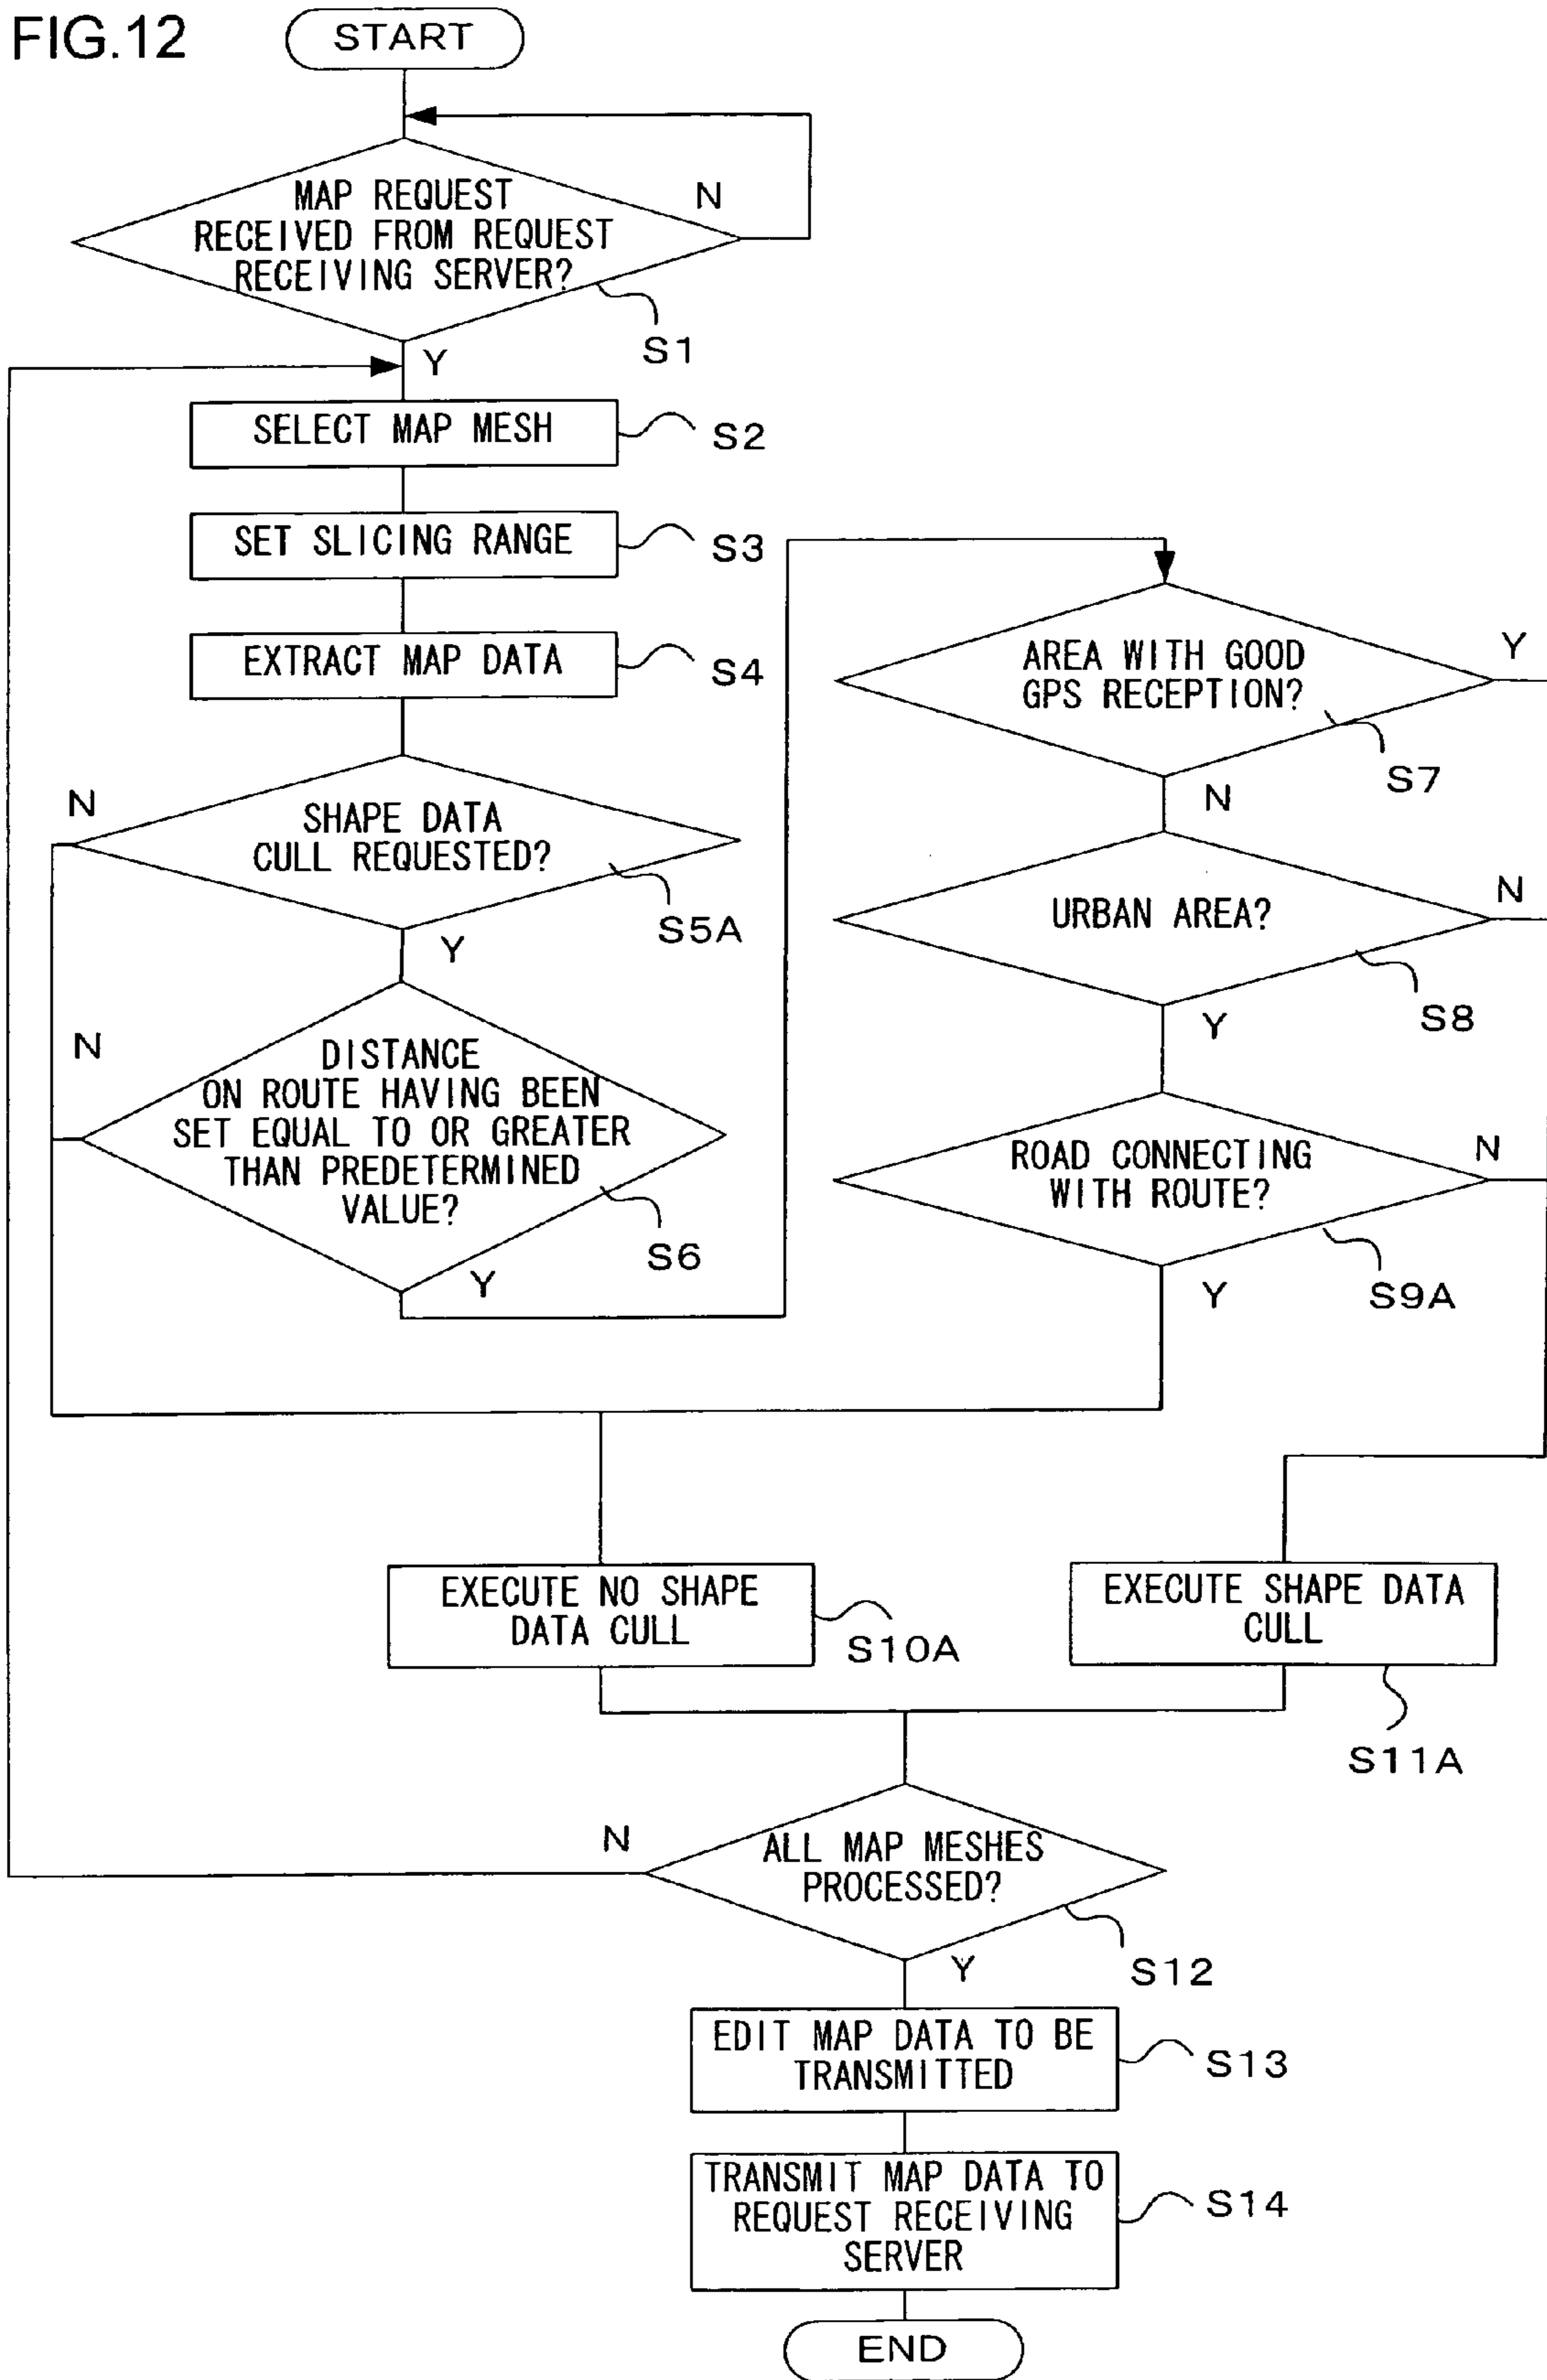 FIG.12
START
MAP REQUEST
RECEIVED FROM REQUEST
RECEIVING SERVER?
N
S1
Y
SELECT MAP MESH
S2
SET SLICING RANGE
S3
EXTRACT MAP DATA
S4
SHAPE DATA
CULL REQUESTED?
N
S5A
Y
DISTANCE
ON ROUTE HAVING BEEN
SET EQUAL TO OR GREATER
THAN PREDETERMINED
VALUE?
N
S6
Y
AREA WITH GOOD
GPS RECEPTION?
Y
S7
N
URBAN AREA?
N
S8
Y
ROAD CONNECTING
WITH ROUTE?
N
S9A
Y
EXECUTE NO SHAPE
DATA CULL
S10A
EXECUTE SHAPE DATA
CULL
S11A
ALL MAP MESHES
PROCESSED?
N
S12
Y
EDIT MAP DATA TO BE
TRANSMITTED
S13
TRANSMIT MAP DATA TO
REQUEST RECEIVING
SERVER
S14
END